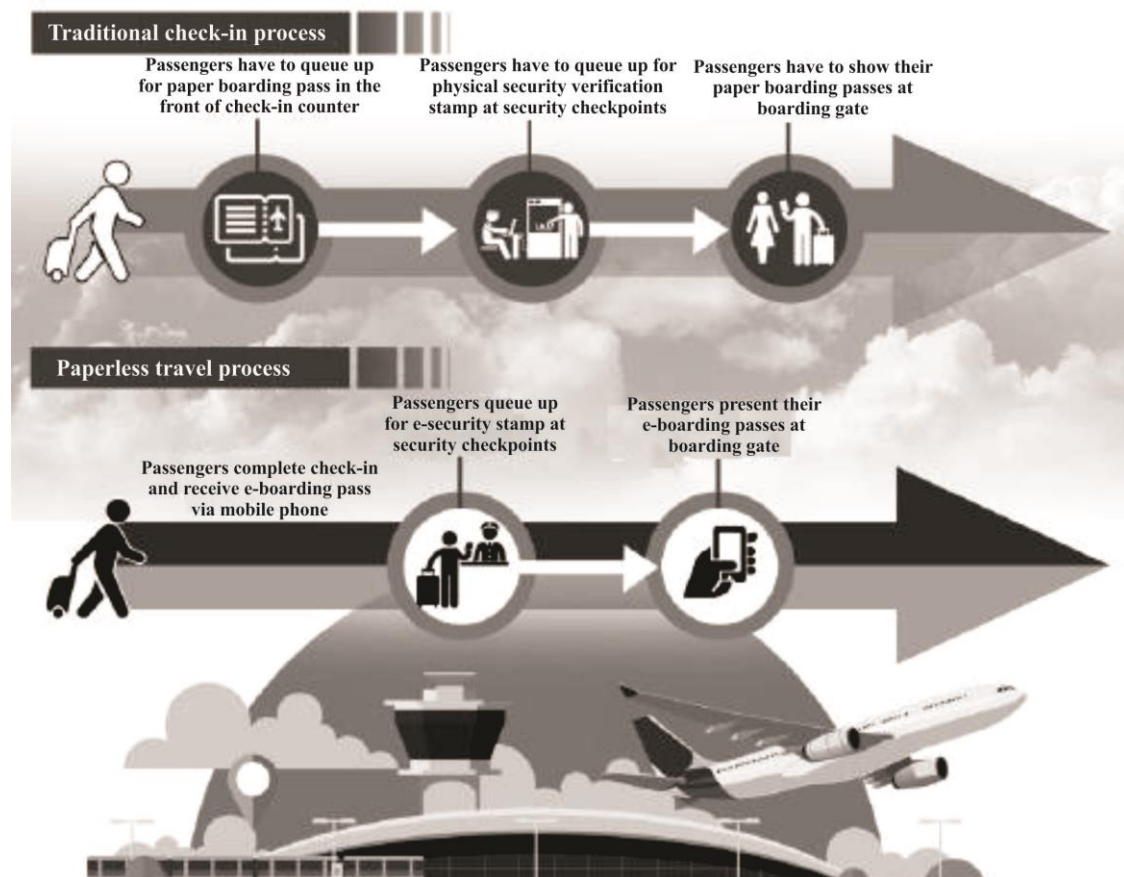 Traditional check-in process
Passengers have to queue up
for paper boarding pass in the
front of check-in counter
Passengers have to queue up for
physical security verification
stamp at security checkpoints
Passengers have to show their
paper boarding passes at
boarding gate
Paperless travel process
Passengers complete check-in
and receive e-boarding pass
via mobile phone
Passengers queue up
for e-security stamp at
security checkpoints
Passengers present their
e-boarding passes at
boarding gate